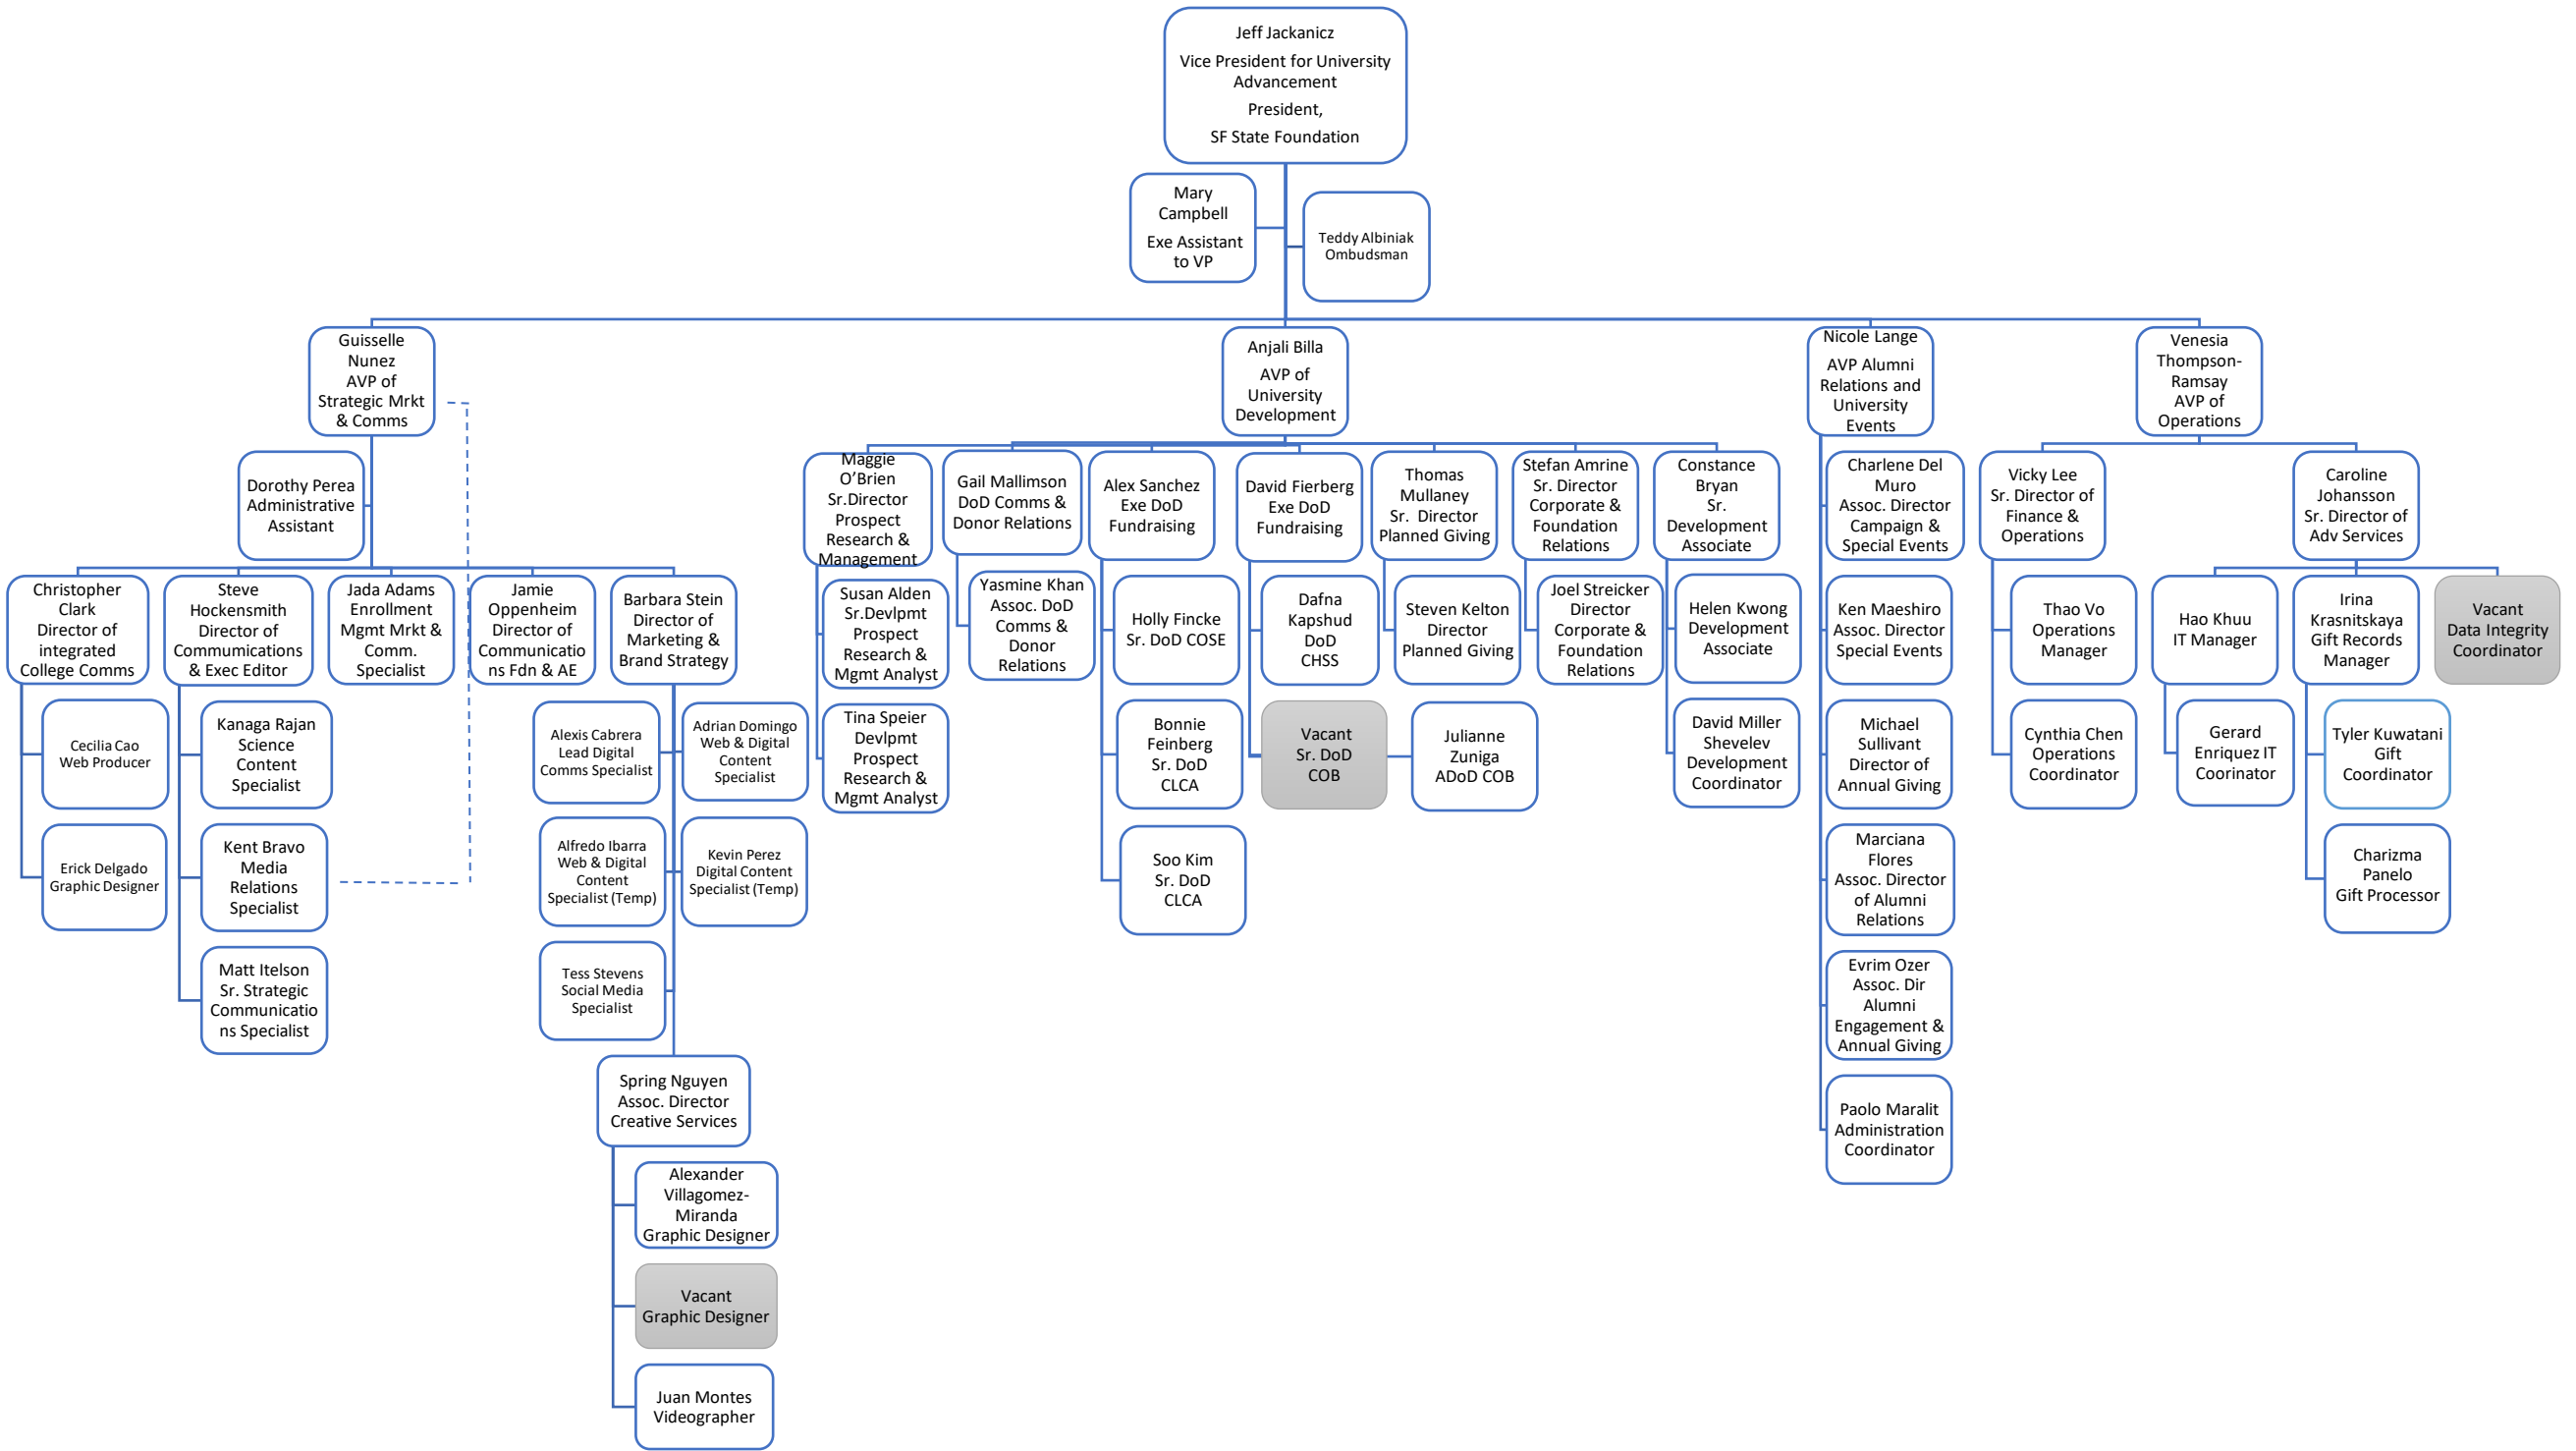 Jeff Jackanicz
Vice President for University
Advancement
President,
SF State Foundation
Mary
Campbell
Exe Assistant
to VP
Teddy Albiniak
Ombudsman
Guisselle
Nunez
AVP of
Strategic Mrkt
& Comms
Anjali Billa
AVP of
University
Development
Nicole Lange
AVP Alumni
Relations and
University
Events
Venesia
Thompson-
Ramsay
AVP of
Operations
Dorothy Perea
Administrative
Assistant
Maggie
O’Brien
Sr.Director
Prospect
Research &
Management
Gail Mallimson
DoD Comms &
Donor Relations
Alex Sanchez
Exe DoD
Fundraising
David Fierberg
Exe DoD
Fundraising
Thomas
Mullaney
Sr. Director
Planned Giving
Stefan Amrine
Sr. Director
Corporate &
Foundation
Relations
Constance
Bryan
Sr.
Development
Associate
Charlene Del
Muro
Assoc. Director
Campaign &
Special Events
Vicky Lee
Sr. Director of
Finance &
Operations
Caroline
Johansson
Sr. Director of
Adv Services
Christopher
Clark
Director of
integrated
College Comms
Steve
Hockensmith
Director of
Commumications
& Exec Editor
Jada Adams
Enrollment
Mgmt Mrkt &
Comm.
Specialist
Jamie
Oppenheim
Director of
Communicatio
ns Fdn & AE
Barbara Stein
Director of
Marketing &
Brand Strategy
Susan Alden
Sr.Devlpmt
Prospect
Research &
Mgmt Analyst
Yasmine Khan
Assoc. DoD
Comms &
Donor
Relations
Holly Fincke
Sr. DoD COSE
Dafna
Kapshud
DoD
CHSS
Steven Kelton
Director
Planned Giving
Joel Streicker
Director
Corporate &
Foundation
Relations
Helen Kwong
Development
Associate
Ken Maeshiro
Assoc. Director
Special Events
Thao Vo
Operations
Manager
Hao Khuu
IT Manager
Irina
Krasnitskaya
Gift Records
Manager
Vacant
Data Integrity
Coordinator
Cecilia Cao
Web Producer
Kanaga Rajan
Science
Content
Specialist
Alexis Cabrera
Lead Digital
Comms Specialist
Adrian Domingo
Web & Digital
Content
Specialist
Tina Speier
Devlpmt
Prospect
Research &
Mgmt Analyst
Bonnie
Feinberg
Sr. DoD
CLCA
Vacant
Sr. DoD
COB
Julianne
Zuniga
ADoD COB
David Miller
Shevelev
Development
Coordinator
Michael
Sullivant
Director of
Annual Giving
Cynthia Chen
Operations
Coordinator
Gerard
Enriquez IT
Coorinator
Tyler Kuwatani
Gift
Coordinator
Erick Delgado
Graphic Designer
Kent Bravo
Media
Relations
Specialist
Alfredo Ibarra
Web & Digital
Content
Specialist (Temp)
Kevin Perez
Digital Content
Specialist (Temp)
Soo Kim
Sr. DoD
CLCA
Marciana
Flores
Assoc. Director
of Alumni
Relations
Charizma
Panelo
Gift Processor
Matt Itelson
Sr. Strategic
Communicatio
ns Specialist
Tess Stevens
Social Media
Specialist
Evrim Ozer
Assoc. Dir
Alumni
Engagement &
Annual Giving
Spring Nguyen
Assoc. Director
Creative Services
Paolo Maralit
Administration
Coordinator
Alexander
Villagomez-
Miranda
Graphic Designer
Vacant
Graphic Designer
Juan Montes
Videographer